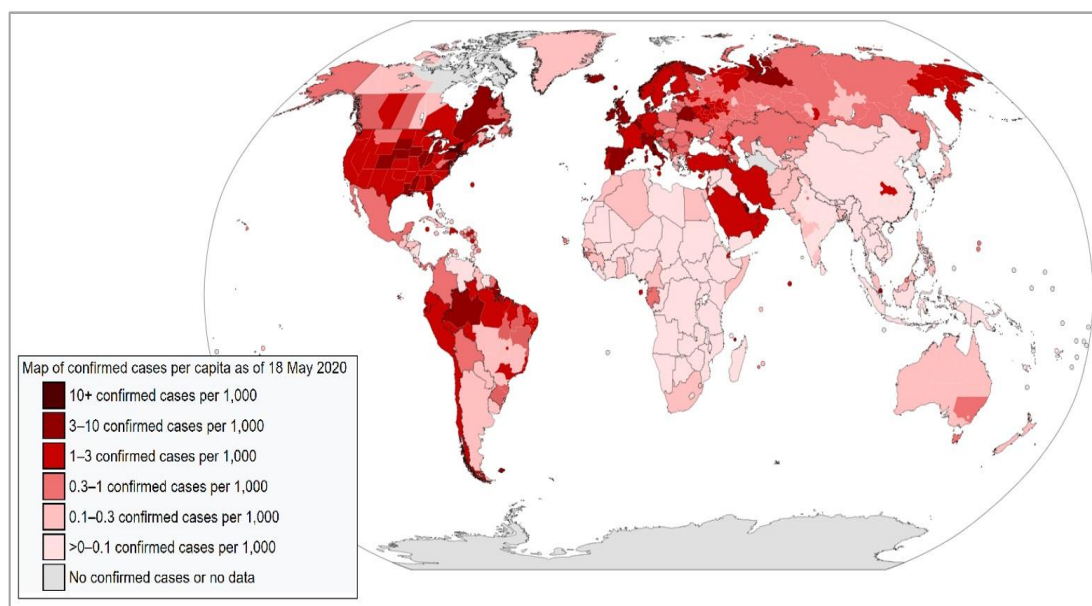 Map of confirmed cases per capita as of 18 May 2020
10+ confirmed cases per 1,000
3–10 confirmed cases per 1,000
1–3 confirmed cases per 1,000
0.3–1 confirmed cases per 1,000
0.1–0.3 confirmed cases per 1,000
>0–0.1 confirmed cases per 1,000
No confirmed cases or no data